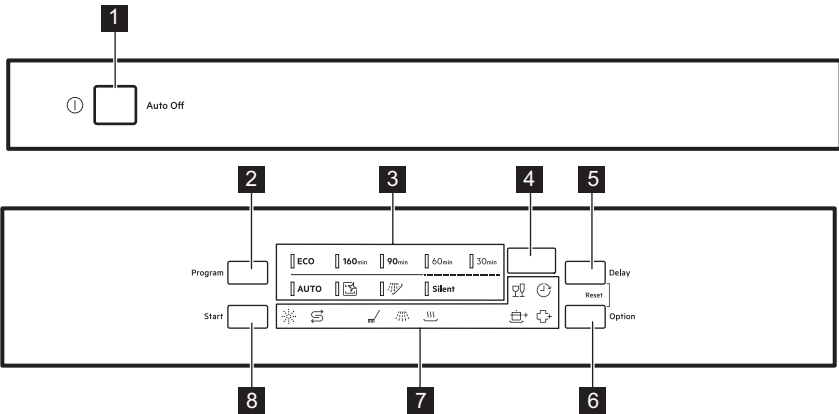 1
Auto Off
2 3 4 5
ECO 160min 90min 60min 30min
Program
Delay
AUTO Silent
Reset
Start
Option
8 7 6